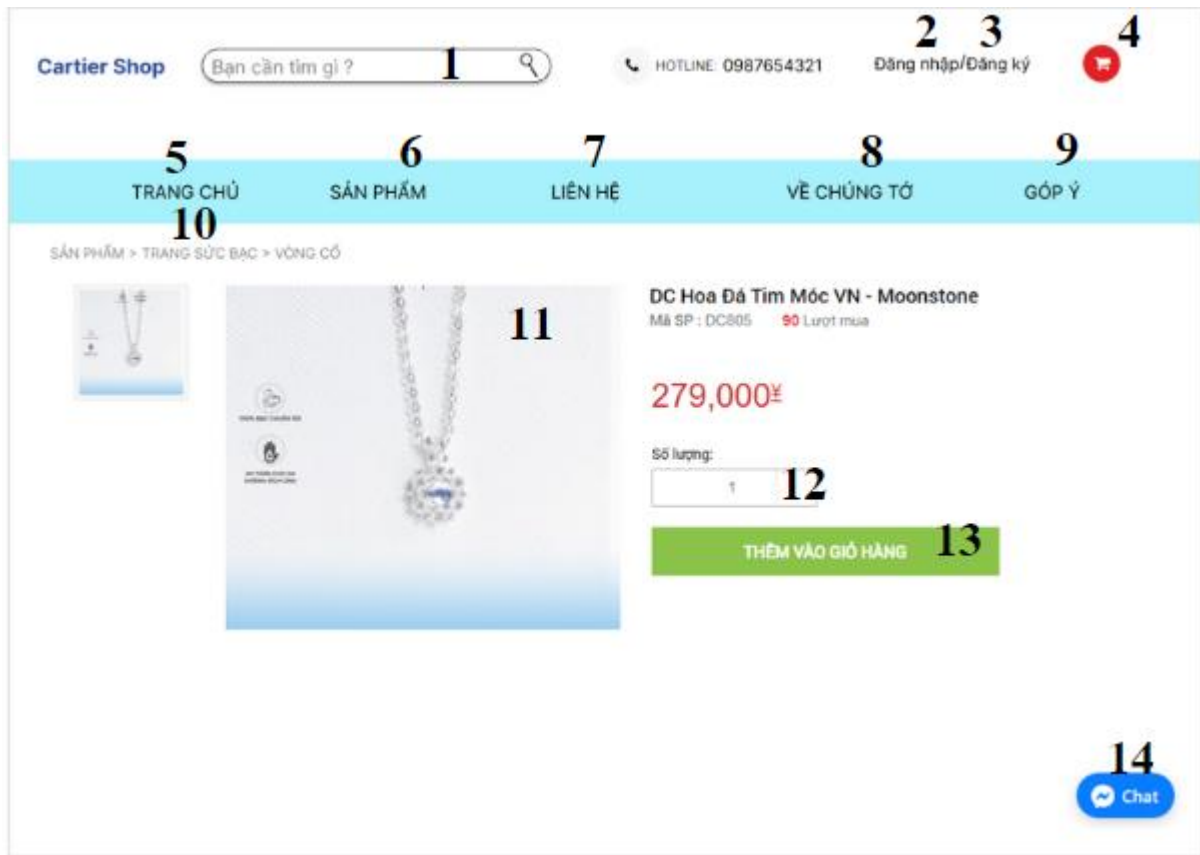 2 3 4
Cartier Shop Bạn cần tìm gì ? 1 HOTLINE: 0987654321 Đăng nhập/Đăng ký
5 6 7 8 9
TRANG CHỦ SẢN PHẨM LIÊN HỆ VỀ CHÚNG TỚ GÓP Ý
10
SẢN PHẨM > TRANG SỨC BẠC > VÒNG CỔ
11
DC Hoa Đá Tim Móc VN - Moonstone
Mã SP : DC805 90 Lượt mua
279,000¥
Số lượng:
1 12
THÊM VÀO GIỎ HÀNG 13
14
Chat